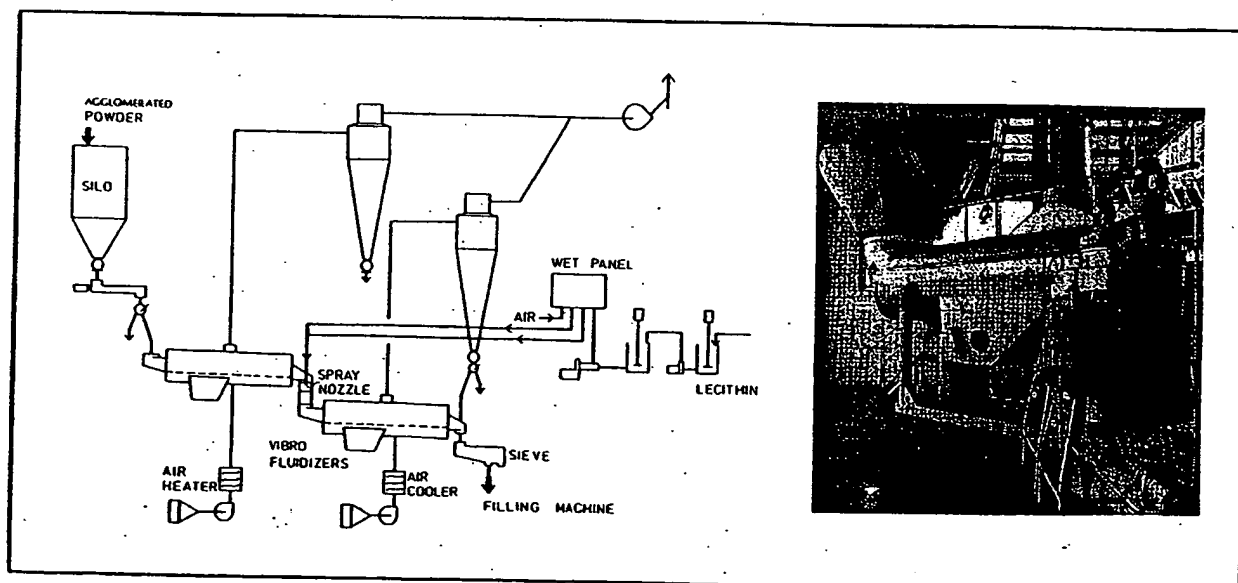 AGGLOMERATED
POWDER
SILO
WET PANEL
AIR
SPRAY
NOZZLE
LECITHIN
VIBRO
FLUIDIZERS
SIEVE
AIR
HEATER
AIR
COOLER
FILLING MACHINE